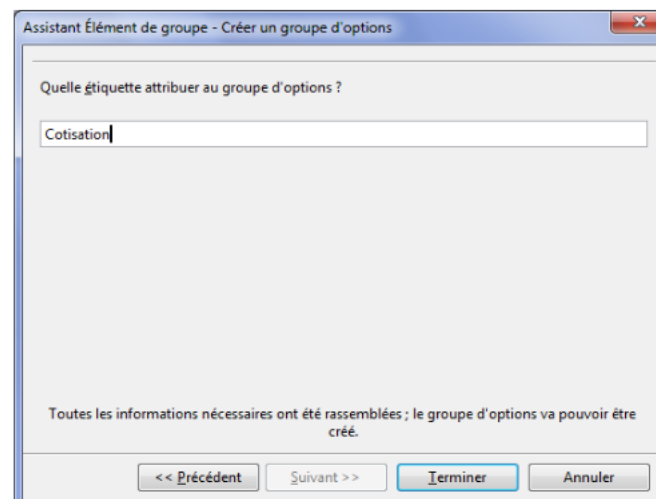 Assistant Élément de groupe - Créer un groupe d'options
Quelle étiquette attribuer au groupe d'options ?
Cotisation
Toutes les informations nécessaires ont été rassemblées ; le groupe d'options va pouvoir être
créé.
<< Précédent Suivant >> Terminer Annuler